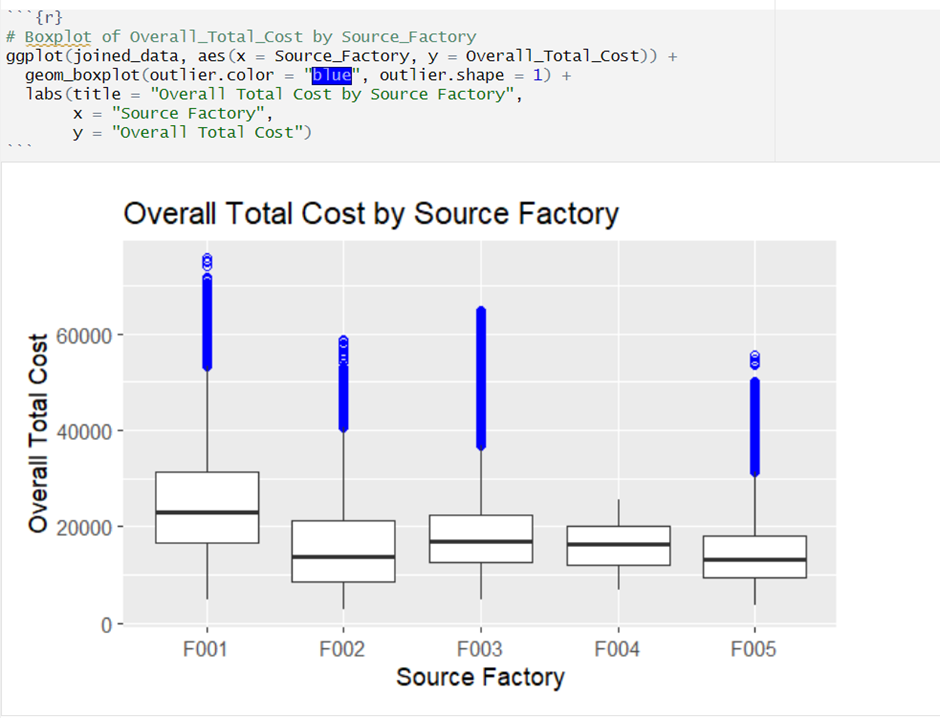 ```{r}
# Boxplot of Overall_Total_Cost by Source_Factory
ggplot(joined_data, aes(x = Source_Factory, y = Overall_Total_Cost)) +
  geom_boxplot(outlier.color = "blue", outlier.shape = 1) +
  labs(title = "Overall Total Cost by Source Factory",
       x = "Source Factory",
       y = "Overall Total Cost")
```
Overall Total Cost by Source Factory
Overall Total Cost
60000
40000
20000
0
F001 F002 F003 F004 F005
Source Factory